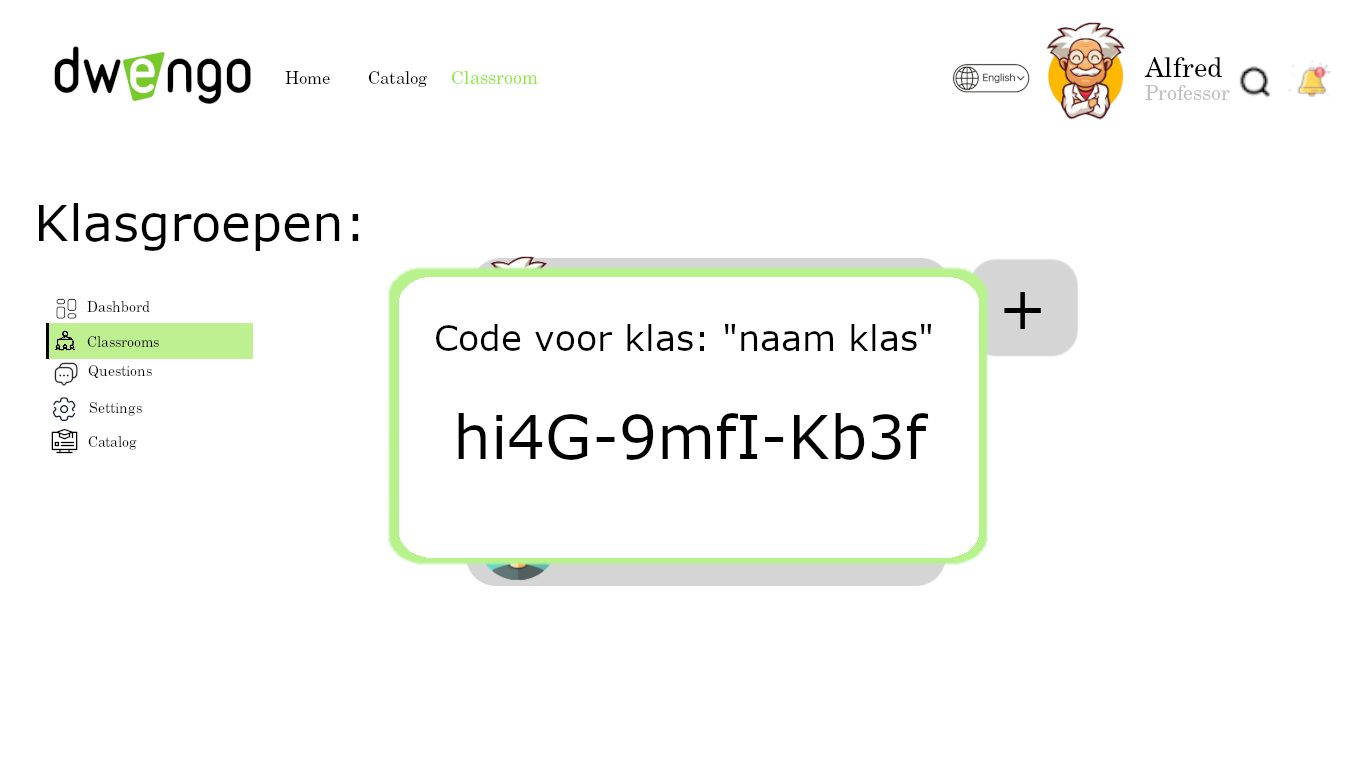 dwengo
Home Catalog Classroom
English
Alfred
Professor
Klasgroepen:
Dashbord
Classrooms
Questions
Settings
Catalog
+
Code voor klas: "naam klas"
hi4G-9mfI-Kb3f